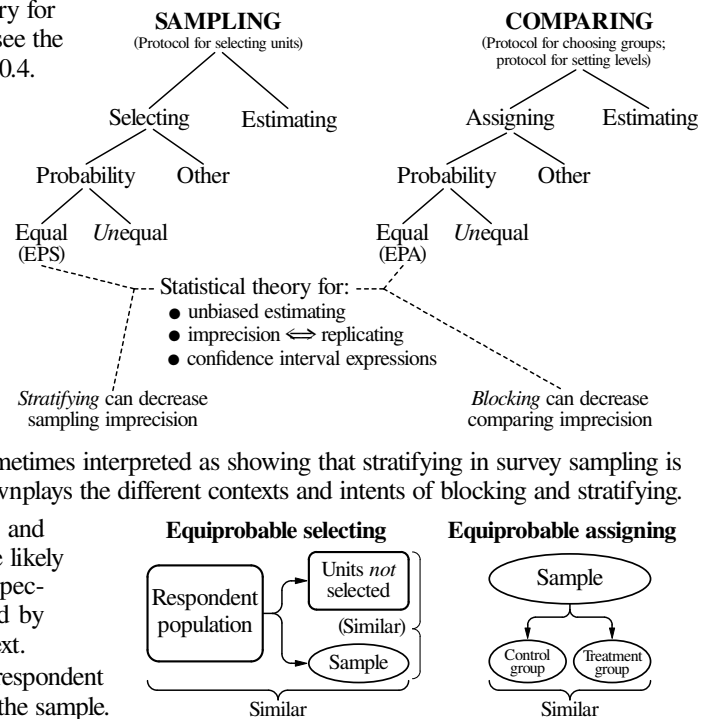 ry for
see the
0.4.
SAMPLING
(Protocol for selecting units)
Selecting
Estimating
Probability
Other
Equal
(EPS)
Unequal
COMPARING
(Protocol for choosing groups;
protocol for setting levels)
Assigning
Estimating
Probability
Other
Equal
(EPA)
Unequal
Statistical theory for:
● unbiased estimating
● imprecision ⟺ replicating
● confidence interval expressions
Stratifying can decrease
sampling imprecision
Blocking can decrease
comparing imprecision
metimes interpreted as showing that stratifying in survey sampling is
wnplays the different contexts and intents of blocking and stratifying.
and
e likely
pec-
d by
ext.
respondent
the sample.
Equiprobable selecting
Respondent
population
Units not
selected
(Similar)
Sample
Similar
Equiprobable assigning
Sample
Control
group
Treatment
group
Similar